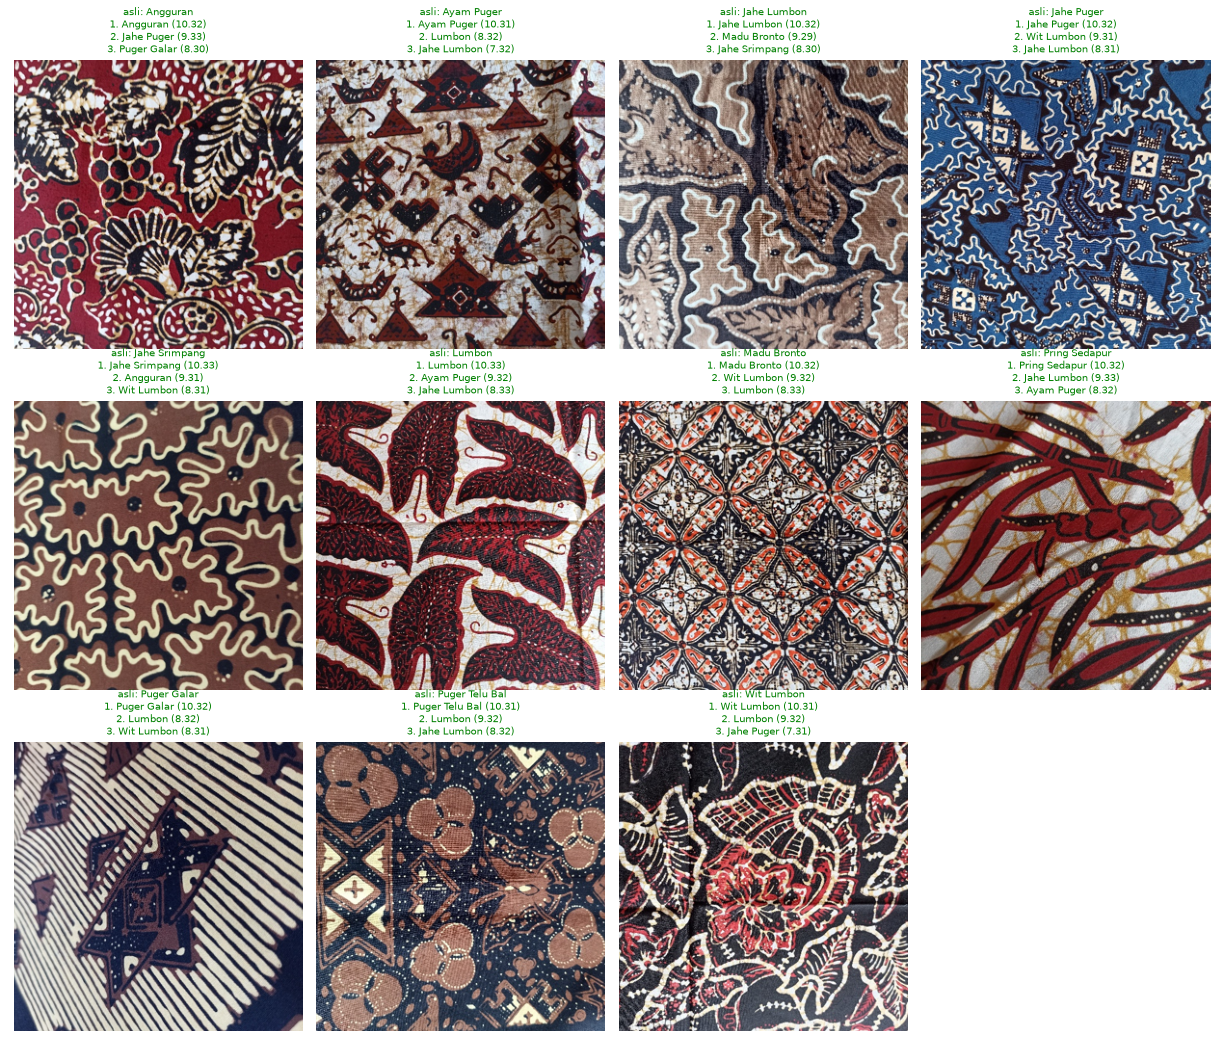 asli: Angguran
1. Angguran (10.32)
2. Jahe Puger (9.33)
3. Puger Galar (8.30)
asli: Ayam Puger
1. Ayam Puger (10.31)
2. Lumbon (8.32)
3. Jahe Lumbon (7.32)
asli: Jahe Lumbon
1. Jahe Lumbon (10.32)
2. Madu Bronto (9.29)
3. Jahe Srimpang (8.30)
asli: Jahe Puger
1. Jahe Puger (10.32)
2. Wit Lumbon (9.31)
3. Jahe Lumbon (8.31)
asli: Jahe Srimpang
1. Jahe Srimpang (10.33)
2. Angguran (9.31)
3. Wit Lumbon (8.31)
asli: Lumbon
1. Lumbon (10.33)
2. Ayam Puger (9.32)
3. Jahe Lumbon (8.33)
asli: Madu Bronto
1. Madu Bronto (10.32)
2. Wit Lumbon (9.32)
3. Lumbon (8.33)
asli: Pring Sedapur
1. Pring Sedapur (10.32)
2. Jahe Lumbon (9.33)
3. Ayam Puger (8.32)
asli: Puger Galar
1. Puger Galar (10.32)
2. Lumbon (8.32)
3. Wit Lumbon (8.31)
asli: Puger Telu Bal
1. Puger Telu Bal (10.31)
2. Lumbon (9.32)
3. Jahe Lumbon (8.32)
asli: Wit Lumbon
1. Wit Lumbon (10.31)
2. Lumbon (9.32)
3. Jahe Puger (7.31)